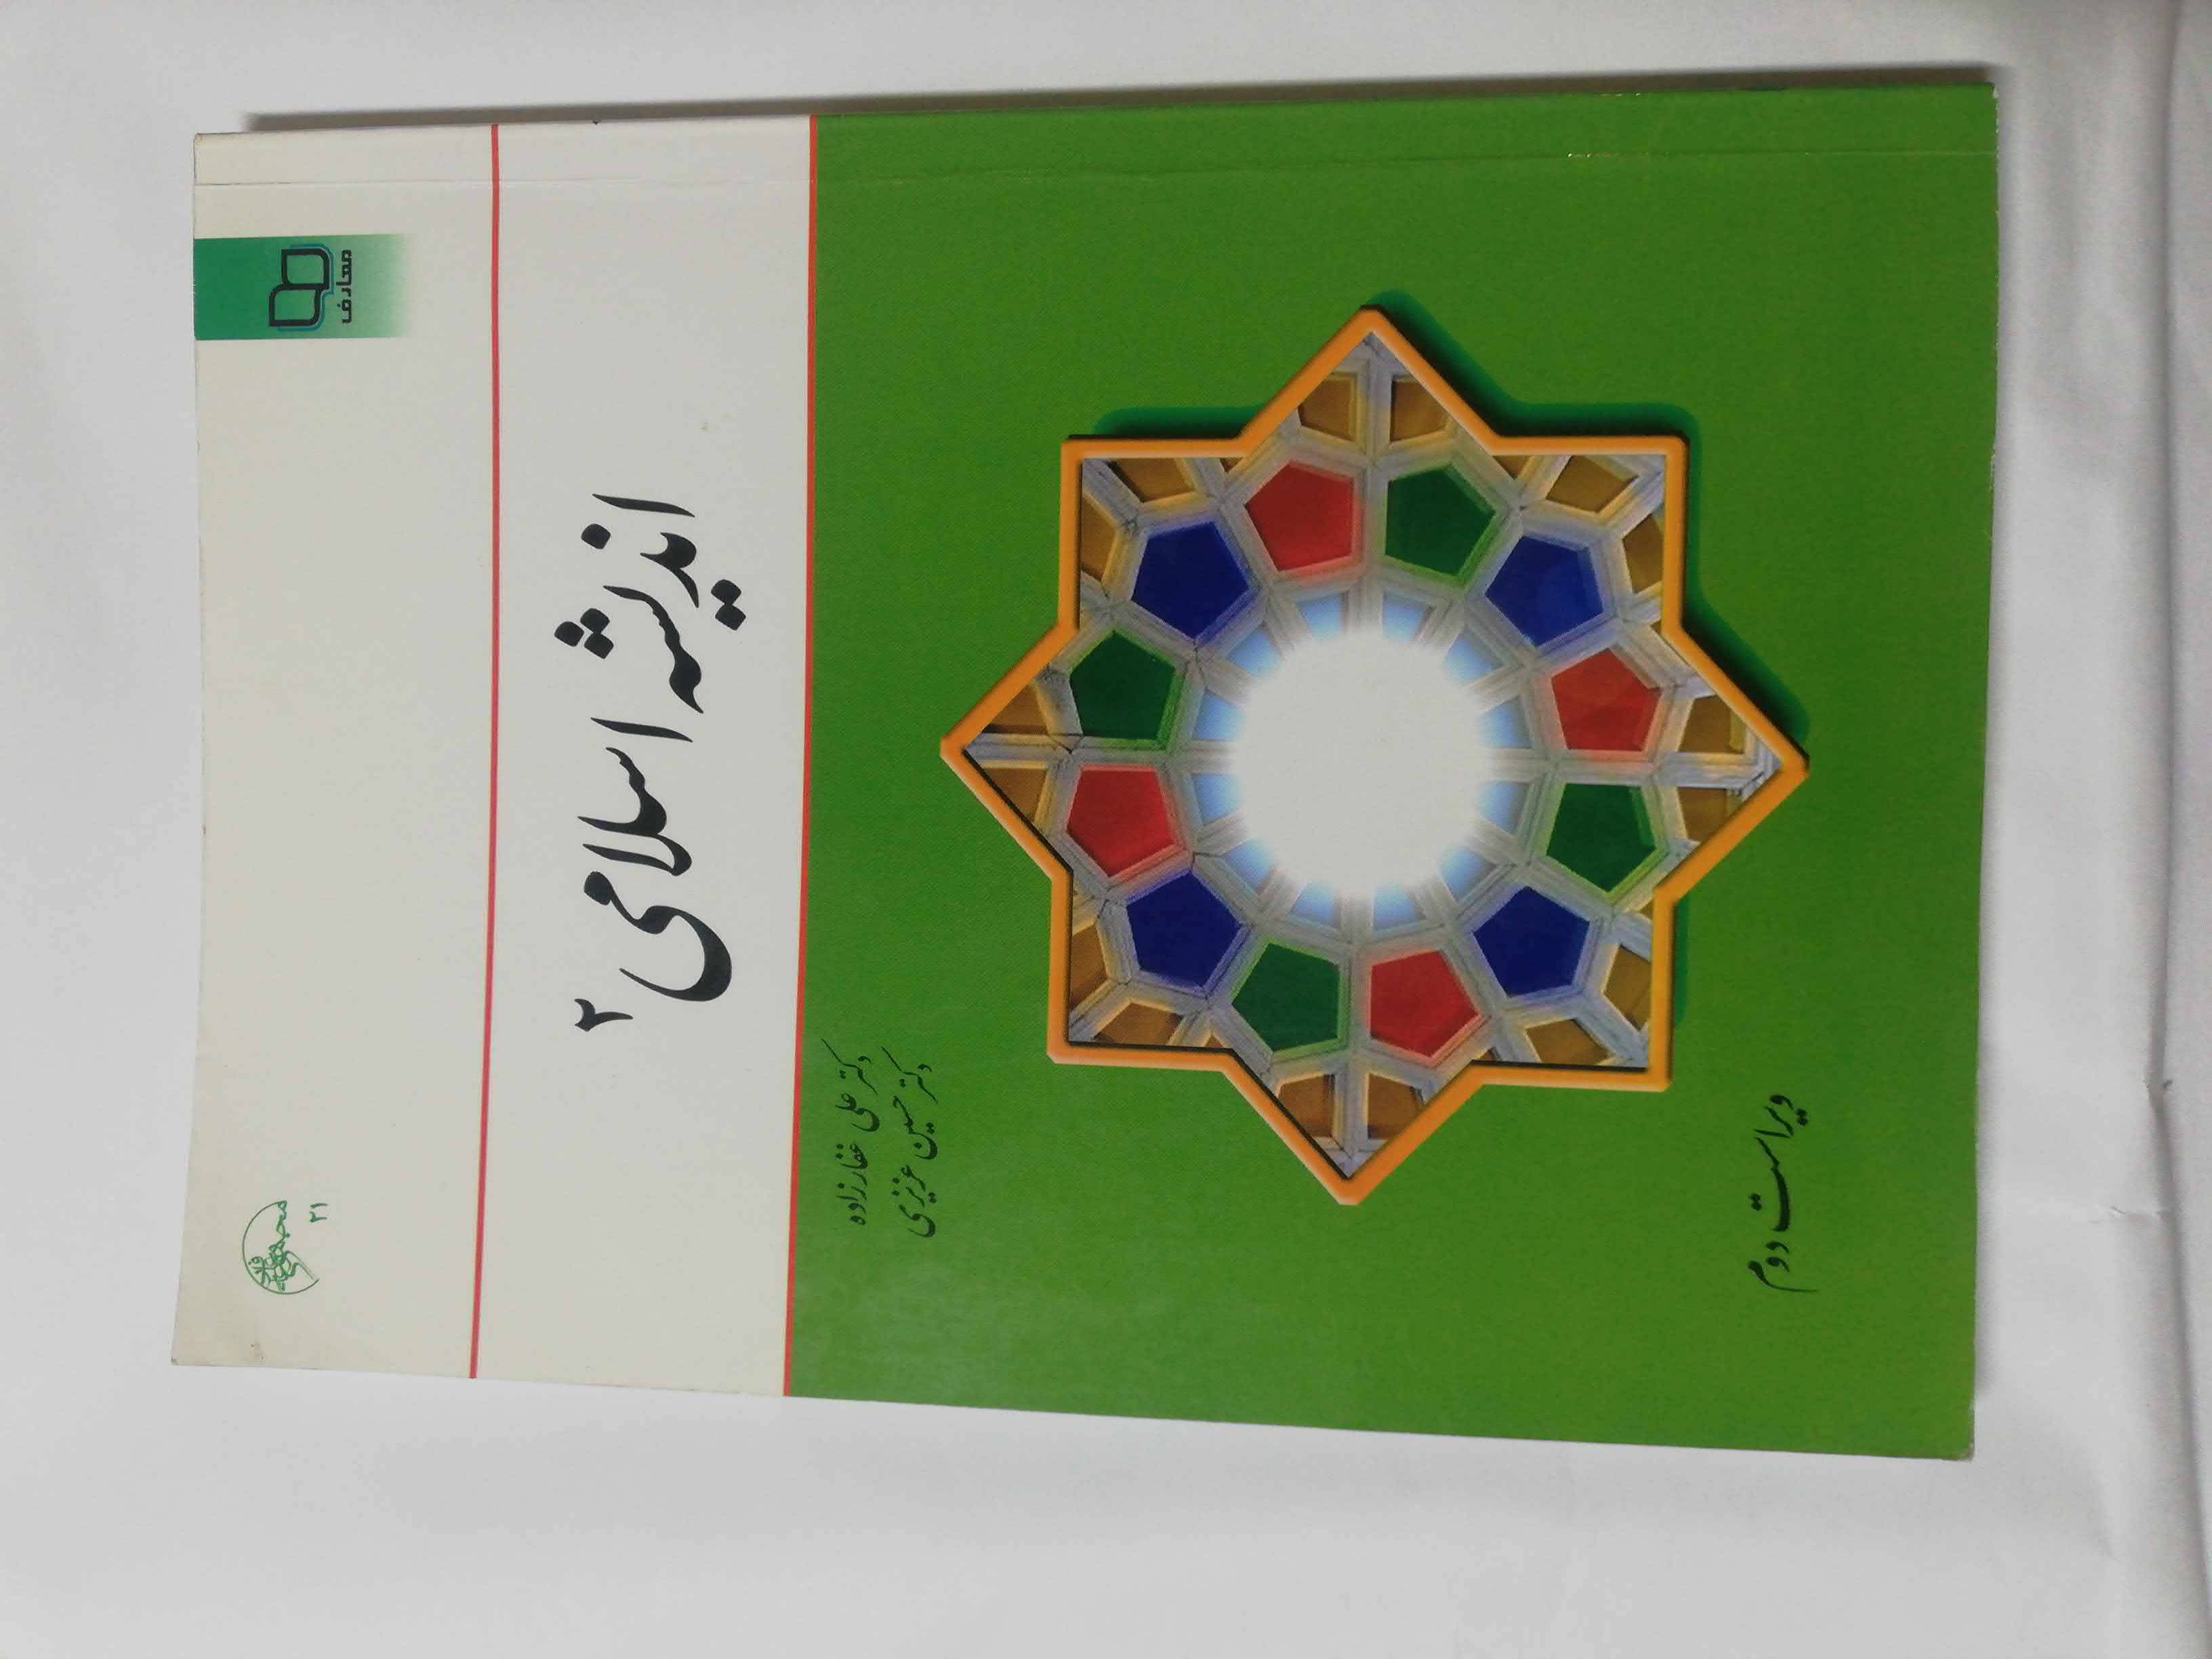 معارف
۲۱
اندیشه اسلامی ۲
دکتر علی غفارزاده
دکتر حسین عزیزی
ویراست دوم